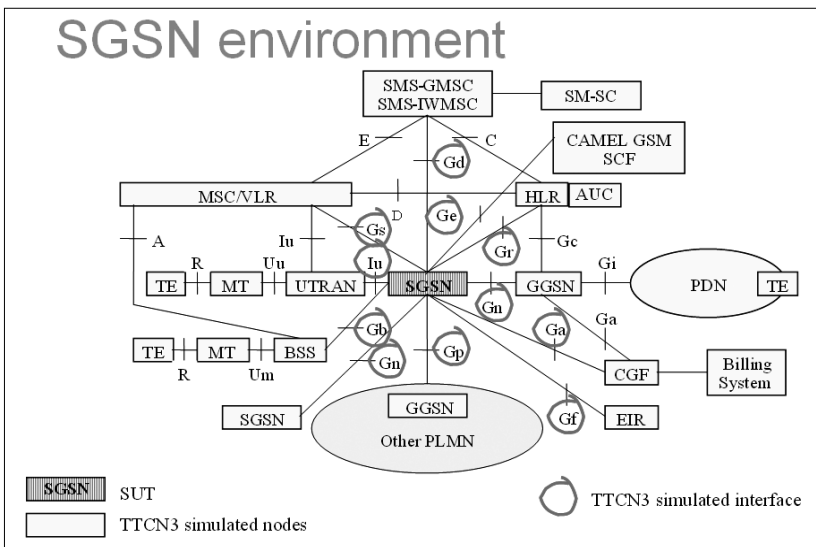 SGSN environment
SMS-GMSC
SMS-IWMSC
SM-SC
CAMEL GSM
SCF
E
C
Gd
MSC/VLR
D
Ge
HLR
AUC
A
Iu
Gs
Gr
Gc
Iu
Gi
R
Uu
TE
MT
UTRAN
SGSN
Gn
GGSN
PDN
TE
Gb
Ga
Ga
TE
MT
BSS
R
Um
Gn
Gp
CGF
Billing
System
SGSN
GGSN
Other PLMN
Gf
EIR
SGSN
SUT
TTCN3 simulated interface
TTCN3 simulated nodes